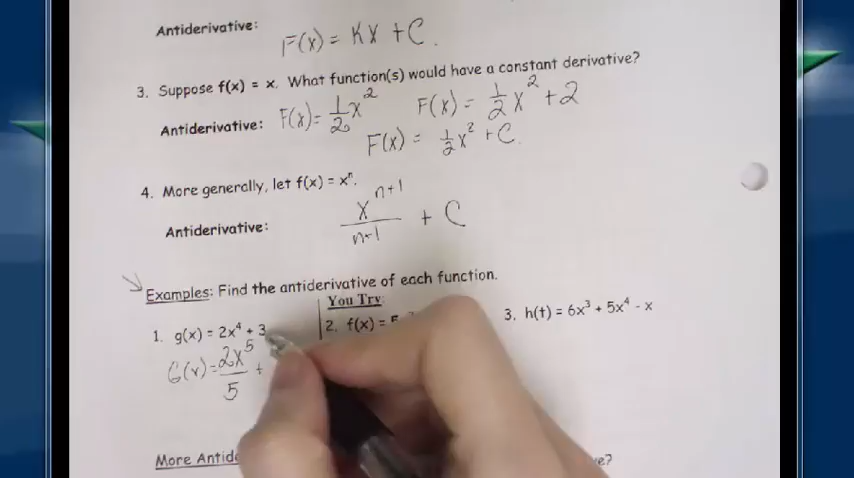 Antiderivative: F(x) = Kx + C.
3. Suppose f(x) = x. What function(s) would have a constant derivative?
F(x) = 1/2 x^2 F(x) = 1/2 x^2 + 2
Antiderivative:
F(x) = 1/2 x^2 + C.
4. More generally, let f(x) = x^n.
Antiderivative: x^(n+1)/(n+1) + C
Examples: Find the antiderivative of each function.
You Try:
1. g(x) = 2x^4 + 3
2. f(x) =
3. h(t) = 6x^3 + 5x^4 - x
G(x) = 2x^5/5 +
More